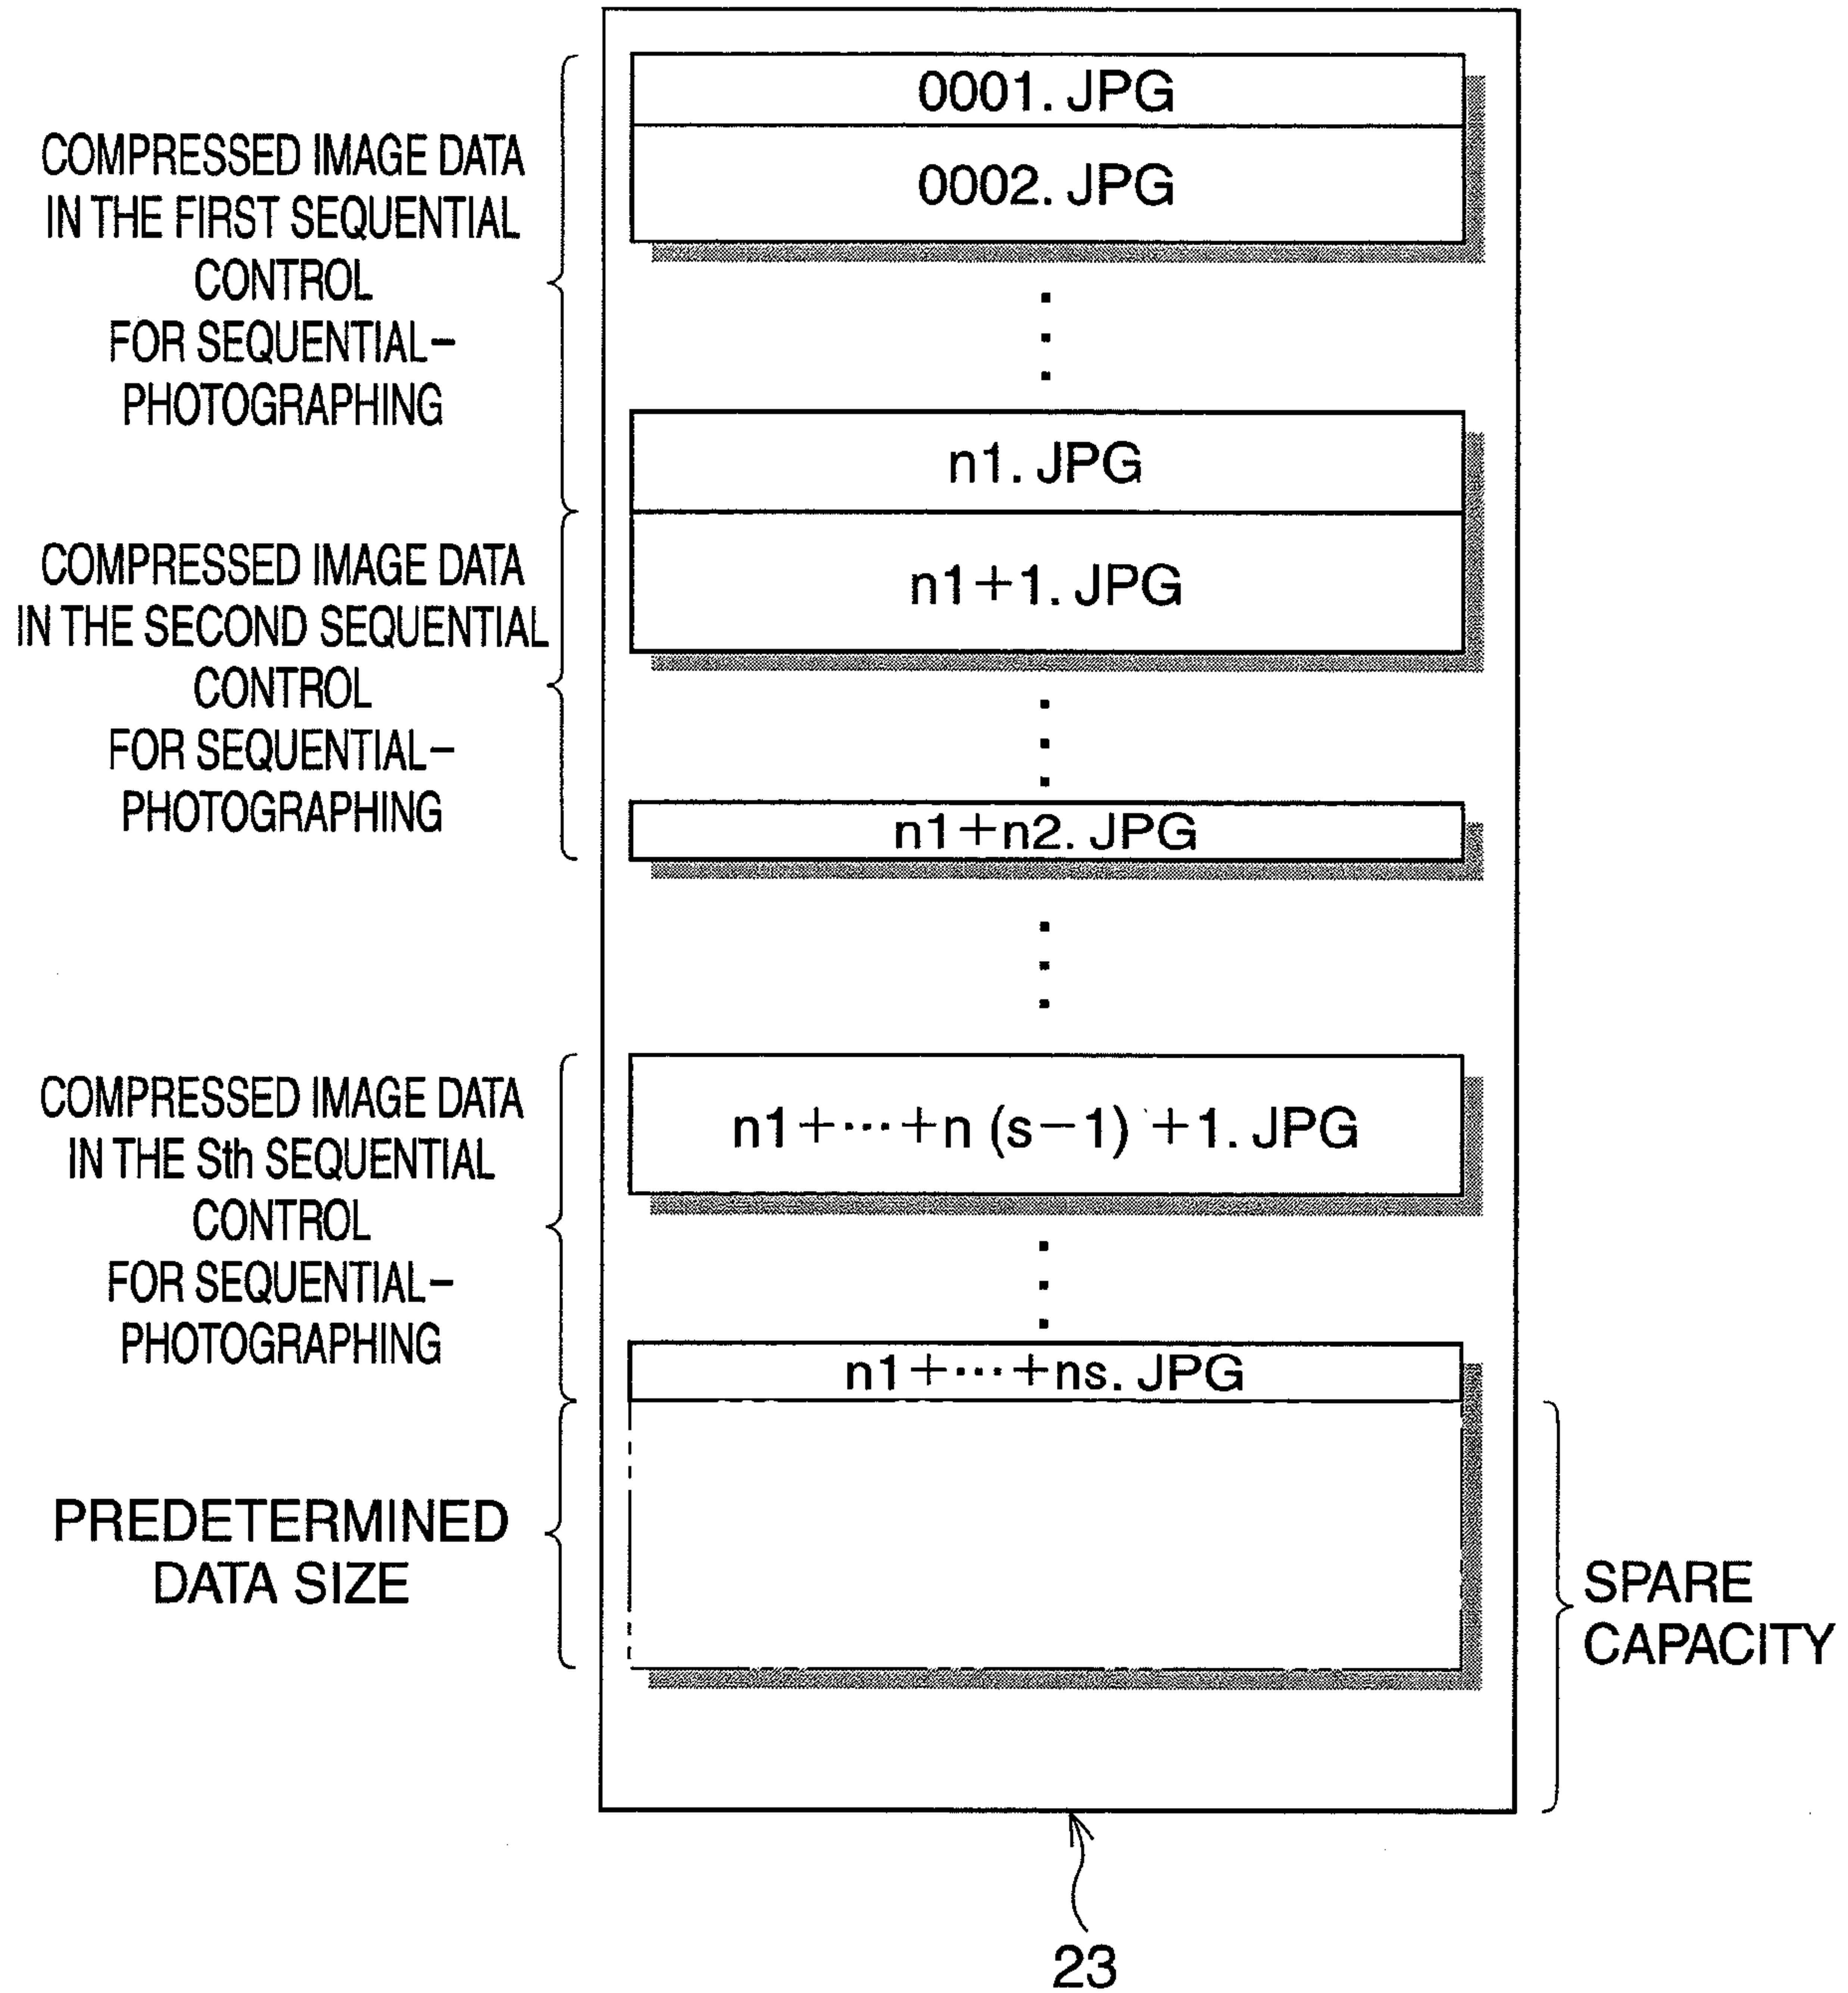 0001. JPG
COMPRESSED IMAGE DATA
IN THE FIRST SEQUENTIAL
CONTROL
FOR SEQUENTIAL-
PHOTOGRAPHING
0002. JPG
n1. JPG
COMPRESSED IMAGE DATA
IN THE SECOND SEQUENTIAL
CONTROL
FOR SEQUENTIAL-
PHOTOGRAPHING
n1+1. JPG
n1+n2. JPG
COMPRESSED IMAGE DATA
IN THE Sth SEQUENTIAL
CONTROL
FOR SEQUENTIAL-
PHOTOGRAPHING
n1+···+n (s-1) +1. JPG
n1+···+ns. JPG
PREDETERMINED
DATA SIZE
SPARE
CAPACITY
23